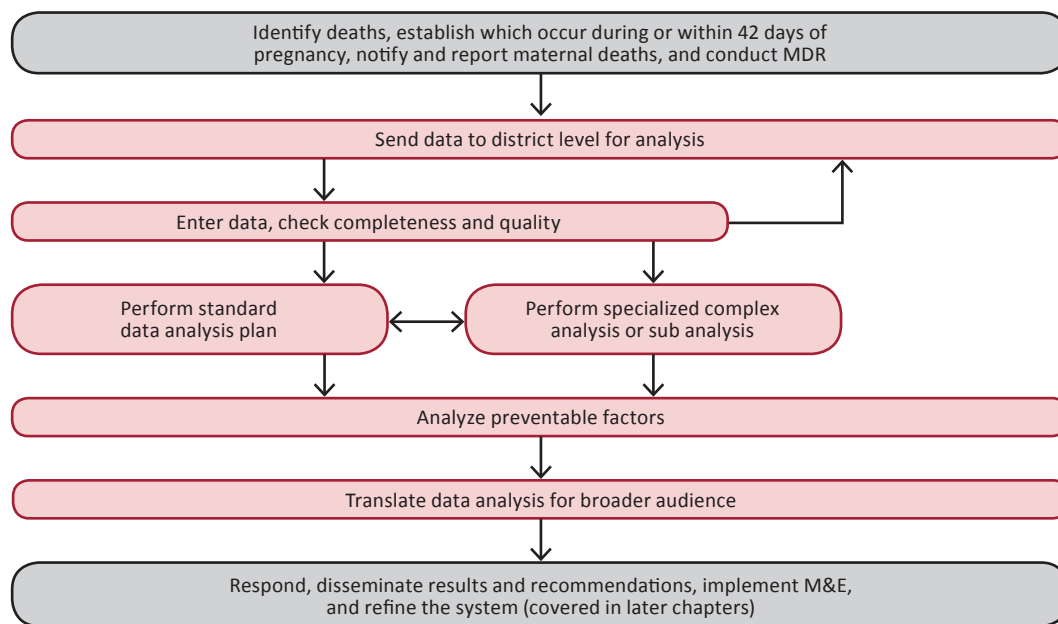 Identify deaths, establish which occur during or within 42 days of
pregnancy, notify and report maternal deaths, and conduct MDR
Send data to district level for analysis
Enter data, check completeness and quality
Perform standard
data analysis plan
Perform specialized complex
analysis or sub analysis
Analyze preventable factors
Translate data analysis for broader audience
Respond, disseminate results and recommendations, implement M&E,
and refine the system (covered in later chapters)